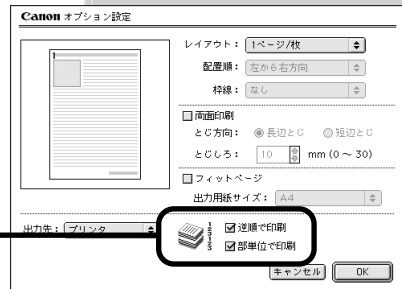 Canon オプション設定
レイアウト： 1ページ/枚
配置順： 左から右方向
枠線： なし
両面印刷
とじ方向： 長辺とじ 短辺とじ
とじしろ： 10 mm (0 ～ 30)
フィットページ
出力用紙サイズ： A4
出力先： プリンタ
逆順で印刷
部単位で印刷
キャンセル OK